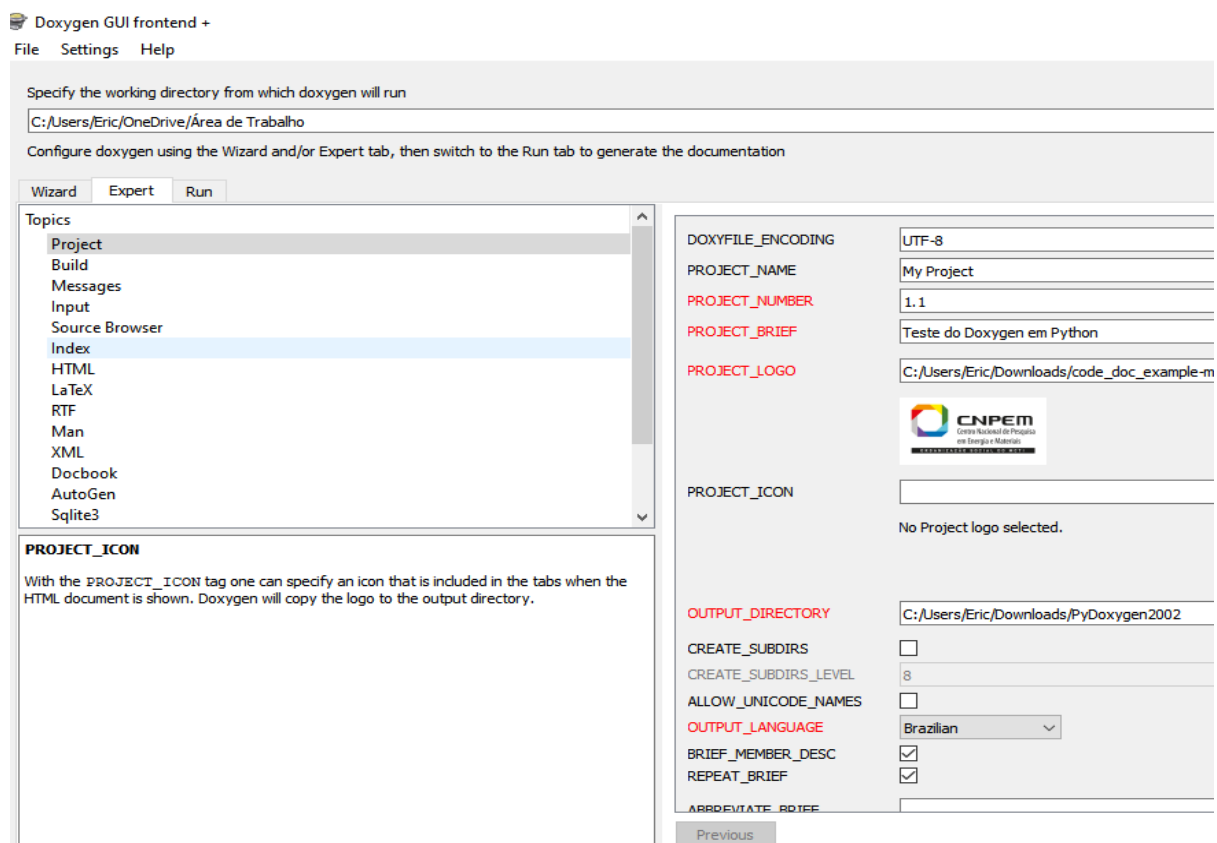 Doxygen GUI frontend +
File Settings Help
Specify the working directory from which doxygen will run
C:/Users/Eric/OneDrive/Área de Trabalho
Configure doxygen using the Wizard and/or Expert tab, then switch to the Run tab to generate the documentation
Wizard Expert Run
Topics
Project
Build
Messages
Input
Source Browser
Index
HTML
LaTeX
RTF
Man
XML
Docbook
AutoGen
Sqlite3
PROJECT_ICON
With the PROJECT_ICON tag one can specify an icon that is included in the tabs when the
HTML document is shown. Doxygen will copy the logo to the output directory.
DOXYFILE_ENCODING UTF-8
PROJECT_NAME My Project
PROJECT_NUMBER 1.1
PROJECT_BRIEF Teste do Doxygen em Python
PROJECT_LOGO C:/Users/Eric/Downloads/code_doc_example-m
CNPEM
Centro Nacional de Pesquisa
em Energia e Materiais
ORGANIZAÇÃO SOCIAL DO MCTI
PROJECT_ICON
No Project logo selected.
OUTPUT_DIRECTORY C:/Users/Eric/Downloads/PyDoxygen2002
CREATE_SUBDIRS
CREATE_SUBDIRS_LEVEL 8
ALLOW_UNICODE_NAMES
OUTPUT_LANGUAGE Brazilian
BRIEF_MEMBER_DESC
REPEAT_BRIEF
ABBREVIATE_BRIEF
Previous